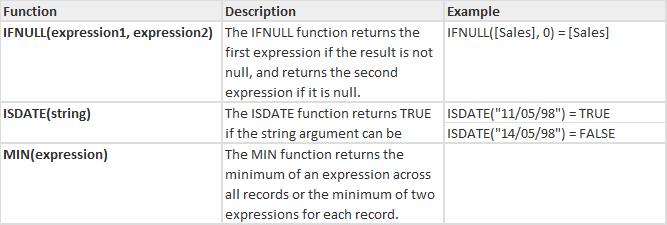 Function Description Example
IFNULL(expression1, expression2) The IFNULL function returns the IFNULL([Sales], 0) = [Sales]
first expression if the result is not
null, and returns the second
expression if it is null.
ISDATE(string) The ISDATE function returns TRUE ISDATE("11/05/98") = TRUE
if the string argument can be ISDATE("14/05/98") = FALSE
MIN(expression) The MIN function returns the
minimum of an expression across
all records or the minimum of two
expressions for each record.